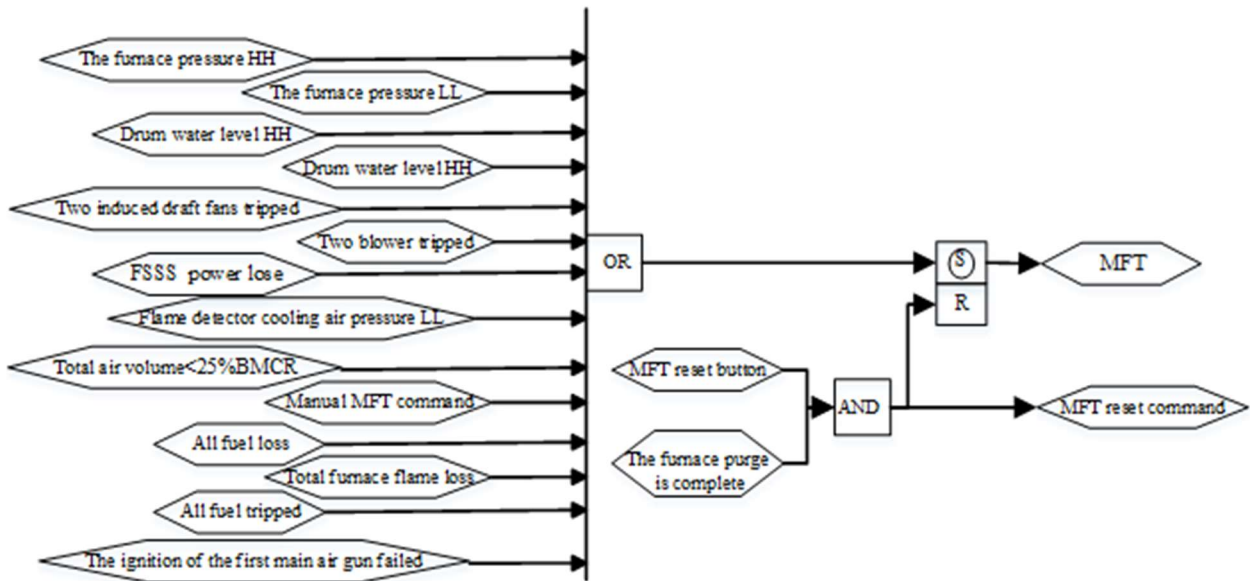 The furnace pressure HH
The furnace pressure LL
Drum water level HH
Drum water level HH
Two induced draft fans tripped
Two blower tripped
FSSS power lose
Flame detector cooling air pressure LL
Total air volume<25%BMCR
Manual MFT command
All fuel loss
Total furnace flame loss
All fuel tripped
The ignition of the first main air gun failed
OR
S
R
MFT
MFT reset button
AND
MFT reset command
The furnace purge
is complete